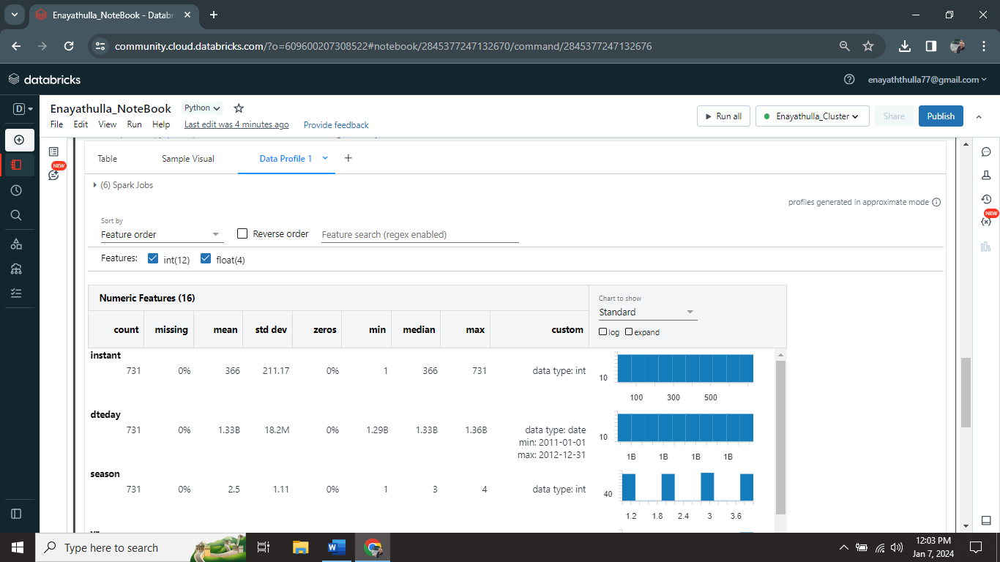 Enayathulla_NoteBook - Datab
community.cloud.databricks.com/?o=609600207308522#notebook/2845377247132670/command/2845377247132676
databricks
enayaththulla77@gmail.com
D
Enayathulla_NoteBook Python
Run all Enayathulla_Cluster Share Publish
File Edit View Run Help Last edit was 4 minutes ago Provide feedback
NEW
Table Sample Visual Data Profile 1 +
(6) Spark Jobs
profiles generated in approximate mode
NEW
Sort by
Feature order Reverse order Feature search (regex enabled)
Features: int(12) float(4)
Numeric Features (16)
Chart to show
Standard
log expand
count missing mean std dev zeros min median max custom
instant
731 0% 366 211.17 0% 1 366 731 data type: int
10
100 300 500
dteday
731 0% 1.33B 18.2M 0% 1.29B 1.33B 1.36B data type: date
min: 2011-01-01
max: 2012-12-31
10
1B 1B 1B 1B
season
731 0% 2.5 1.11 0% 1 3 4 data type: int
40
1.2 1.8 2.4 3 3.6
Type here to search
12:03 PM
Jan 7, 2024